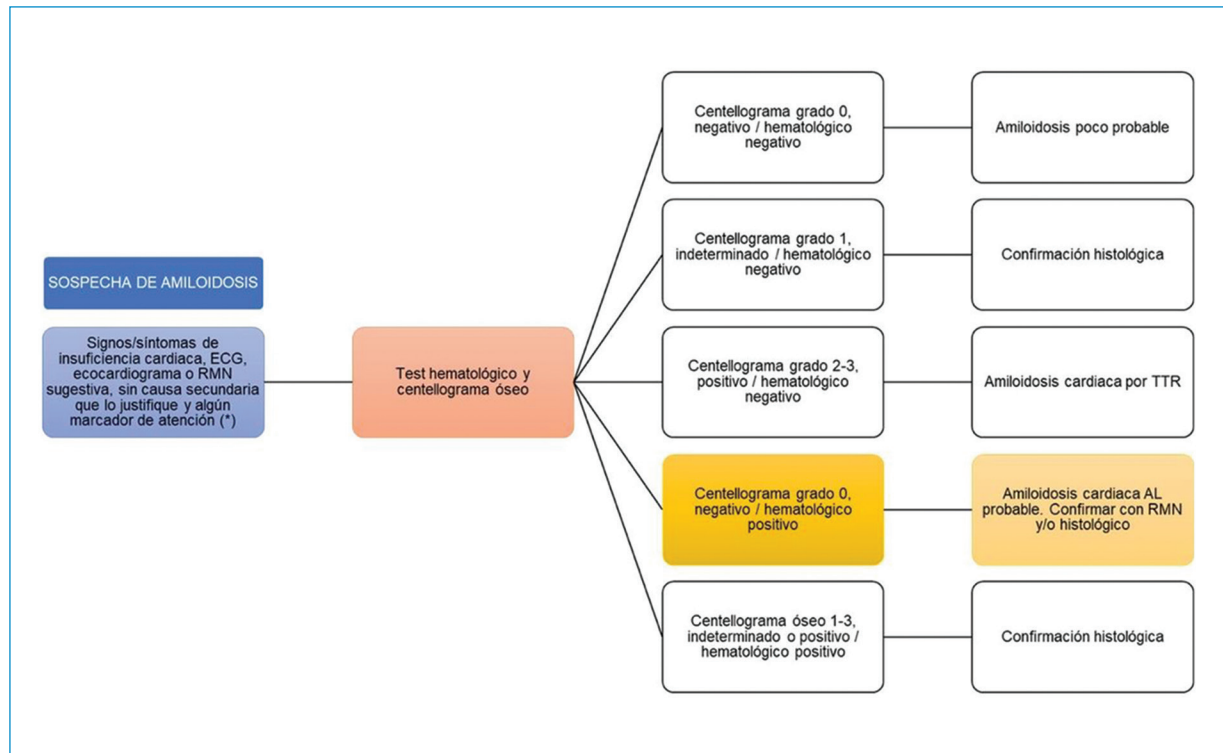 SOSPECHA DE AMILOIDOSIS
Signos/síntomas de
insuficiencia cardiaca, ECG,
ecocardiograma o RMN
sugestiva, sin causa secundaria
que lo justifique y algún
marcador de atención (*)
Test hematológico y
centellograma óseo
Centellograma grado 0,
negativo / hematológico
negativo
Amiloidosis poco probable
Centellograma grado 1,
indeterminado / hematológico
negativo
Confirmación histológica
Centellograma grado 2-3,
positivo / hematológico
negativo
Amiloidosis cardiaca por TTR
Centellograma grado 0,
negativo / hematológico
positivo
Amiloidosis cardiaca AL
probable. Confirmar con RMN
y/o histológico
Centellograma óseo 1-3,
indeterminado o positivo /
hematológico positivo
Confirmación histológica